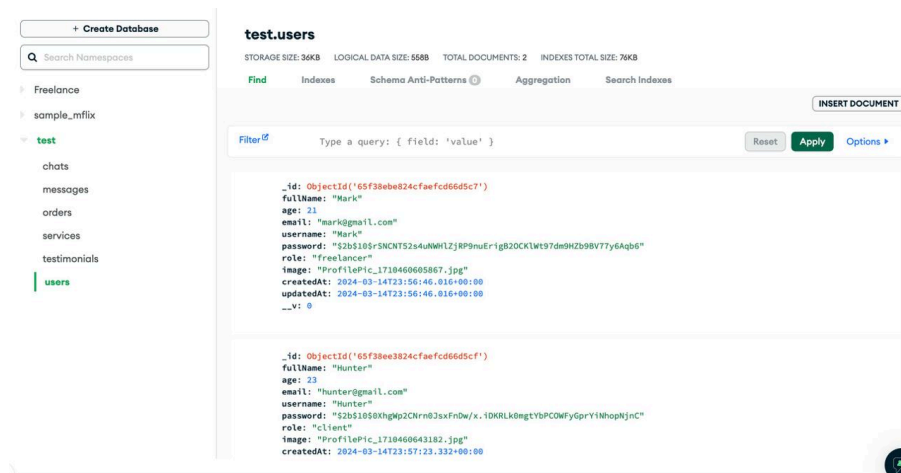 + Create Database
Search Namespaces
Freelance
sample_mflix
test
chats
messages
orders
services
testimonials
users
test.users
STORAGE SIZE: 36KB LOGICAL DATA SIZE: 558B TOTAL DOCUMENTS: 2 INDEXES TOTAL SIZE: 76KB
Find Indexes Schema Anti-Patterns 0 Aggregation Search Indexes
INSERT DOCUMENT
Filter Type a query: { field: 'value' } Reset Apply Options
_id: ObjectId('65f38ebe824cfaefcd66d5c7')
fullName: "Mark"
age: 21
email: "mark@gmail.com"
username: "Mark"
password: "$2b$10$r5NCNTS2s4uNWHlZjRP9nuErigB2OCKlWt97dm9HZb9BV77y6Aqb6"
role: "freelancer"
image: "ProfilePic_1710460605867.jpg"
createdAt: 2024-03-14T23:56:46.016+00:00
updatedAt: 2024-03-14T23:56:46.016+00:00
__v: 0
_id: ObjectId('65f38ee3824cfaefcd66d5cf')
fullName: "Hunter"
age: 23
email: "hunter@gmail.com"
username: "Hunter"
password: "$2b$10$0XhgWp2CNrn0JsxFnDw/x.iDKRLk0mgtYbPCOWFyGprYiNhopNjnC"
role: "client"
image: "ProfilePic_1710460643182.jpg"
createdAt: 2024-03-14T23:57:23.332+00:00